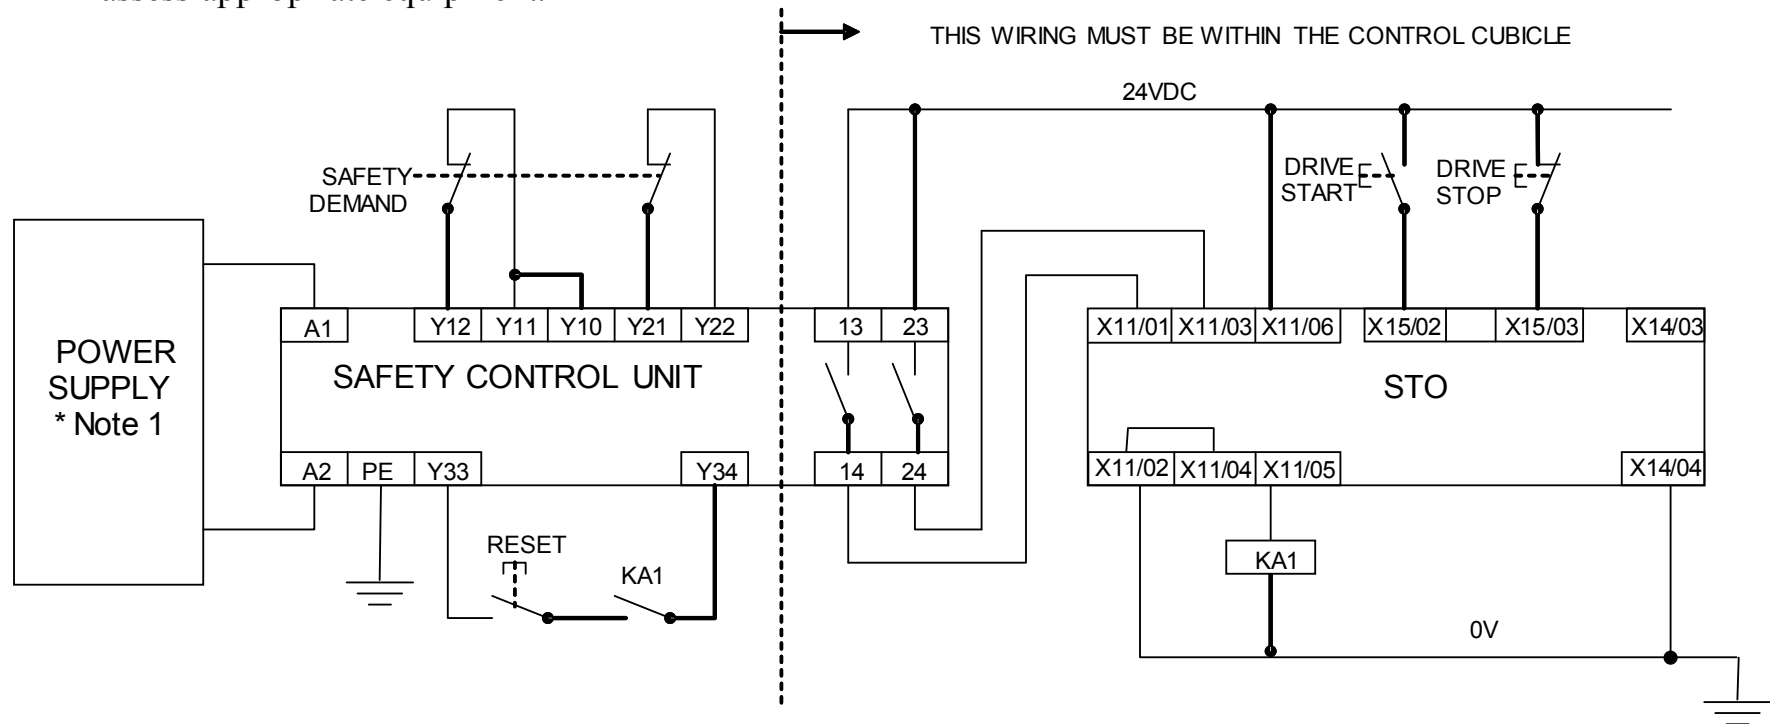 assess appropriate equipment.
THIS WIRING MUST BE WITHIN THE CONTROL CUBICLE
24VDC
SAFETY
DEMAND
DRIVE
START
DRIVE
STOP
A1
Y12
Y11
Y10
Y21
Y22
13
23
X11/01
X11/03
X11/06
X15/02
X15/03
X14/03
POWER
SUPPLY
* Note 1
SAFETY CONTROL UNIT
STO
A2
PE
Y33
Y34
14
24
X11/02
X11/04
X11/05
X14/04
RESET
KA1
KA1
0V